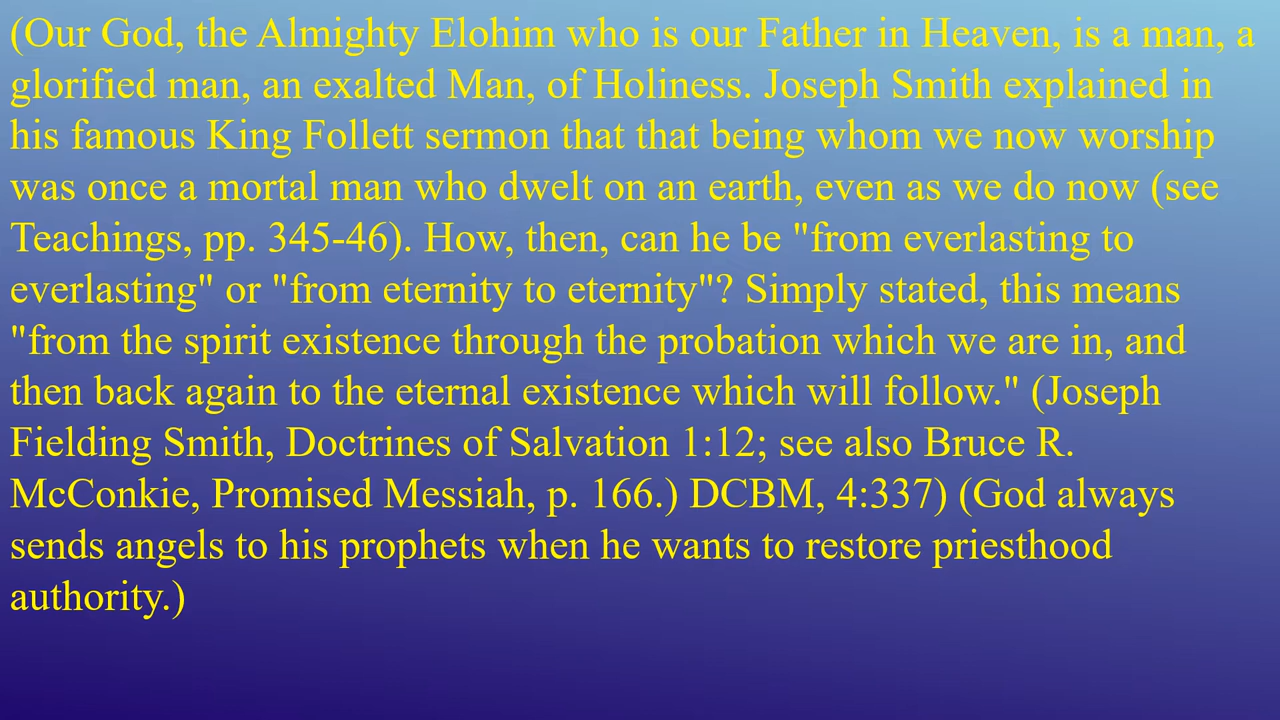 (Our God, the Almighty Elohim who is our Father in Heaven, is a man, a
glorified man, an exalted Man, of Holiness. Joseph Smith explained in
his famous King Follett sermon that that being whom we now worship
was once a mortal man who dwelt on an earth, even as we do now (see
Teachings, pp. 345-46). How, then, can he be "from everlasting to
everlasting" or "from eternity to eternity"? Simply stated, this means
"from the spirit existence through the probation which we are in, and
then back again to the eternal existence which will follow." (Joseph
Fielding Smith, Doctrines of Salvation 1:12; see also Bruce R.
McConkie, Promised Messiah, p. 166.) DCBM, 4:337) (God always
sends angels to his prophets when he wants to restore priesthood
authority.)